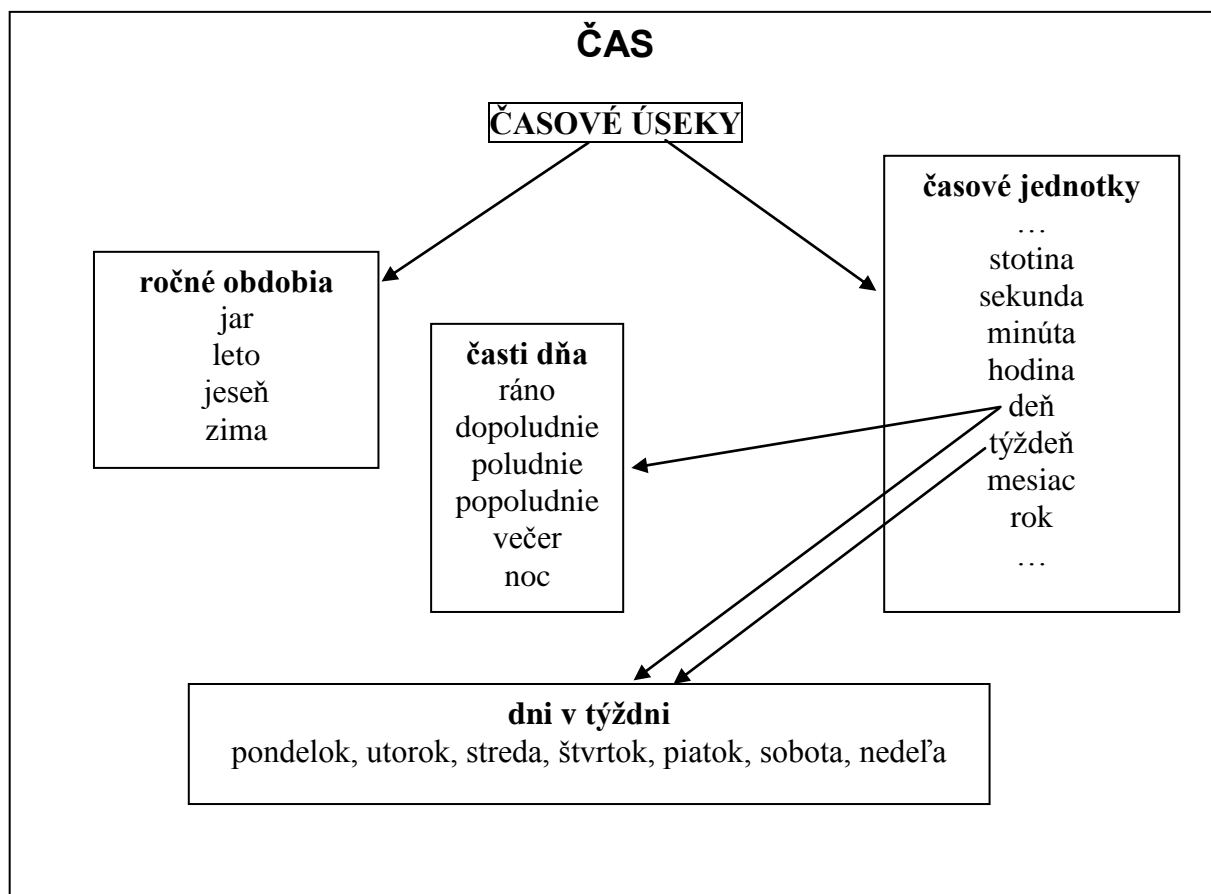 ČAS
ČASOVÉ ÚSEKY
ročné obdobia
jar
leto
jeseň
zima
časti dňa
ráno
dopoludnie
poludnie
popoludnie
večer
noc
časové jednotky
…
stotina
sekunda
minúta
hodina
deň
týždeň
mesiac
rok
…
dni v týždni
pondelok, utorok, streda, štvrtok, piatok, sobota, nedeľa